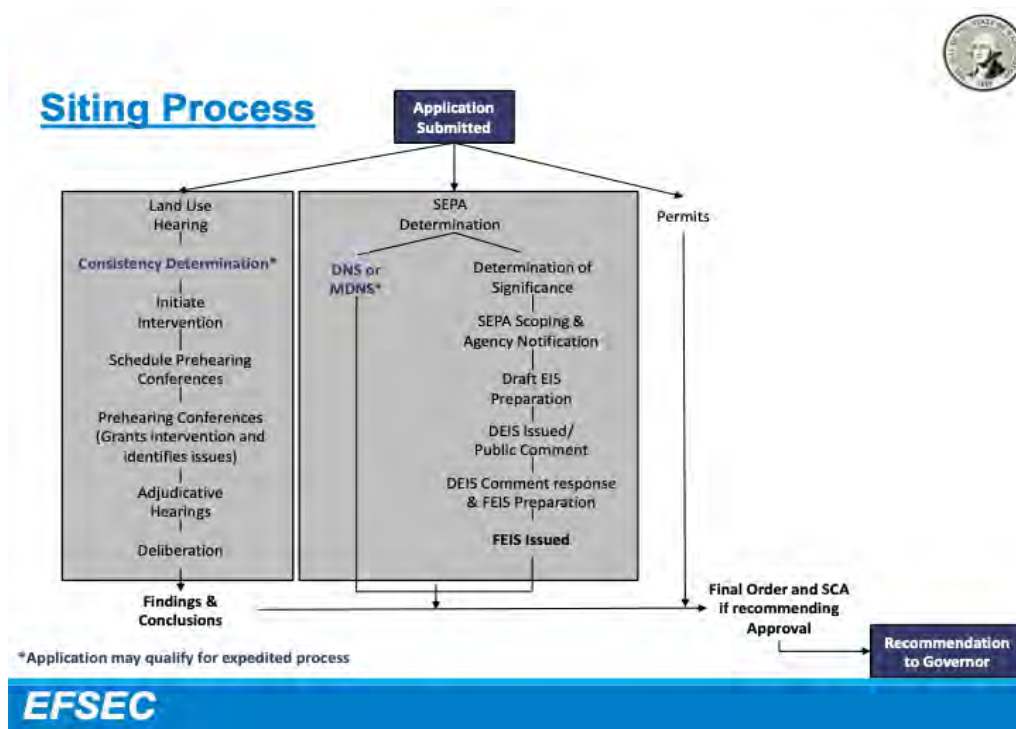 Siting Process
Application
Submitted
Land Use
Hearing
Consistency Determination*
Initiate
Intervention
Schedule Prehearing
Conferences
Prehearing Conferences
(Grants intervention and
identifies issues)
Adjudicative
Hearings
Deliberation
Findings &
Conclusions
SEPA
Determination
DNS or
MDNS*
Determination of
Significance
SEPA Scoping &
Agency Notification
Draft EIS
Preparation
DEIS Issued/
Public Comment
DEIS Comment response
& FEIS Preparation
FEIS Issued
Permits
Final Order and SCA
if recommending
Approval
Recommendation
to Governor
*Application may qualify for expedited process
EFSEC